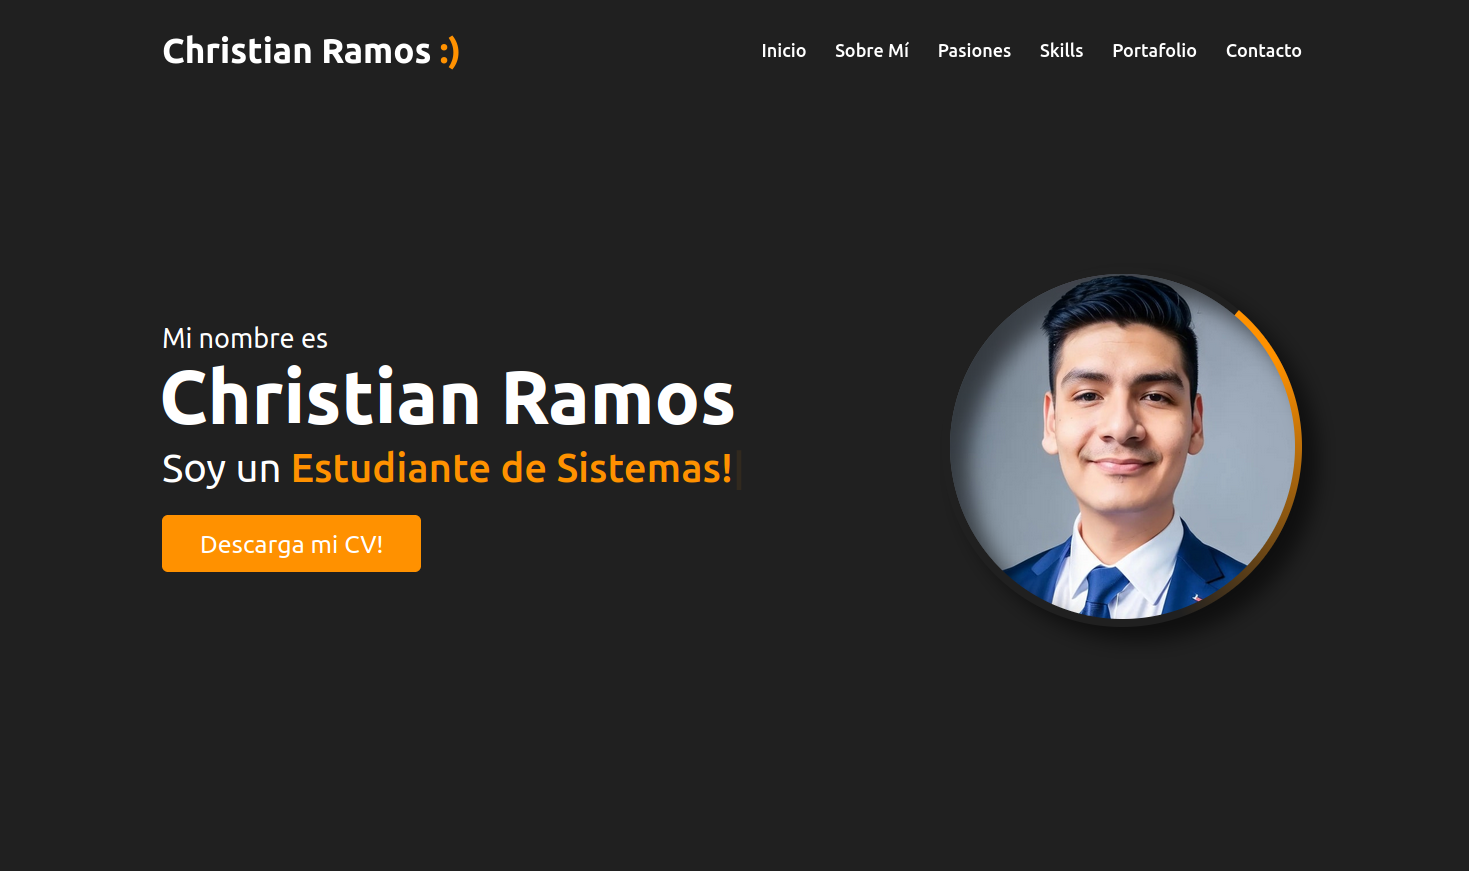 Christian Ramos :)
Inicio Sobre Mí Pasiones Skills Portafolio Contacto
Mi nombre es
Christian Ramos
Soy un Estudiante de Sistemas!
Descarga mi CV!